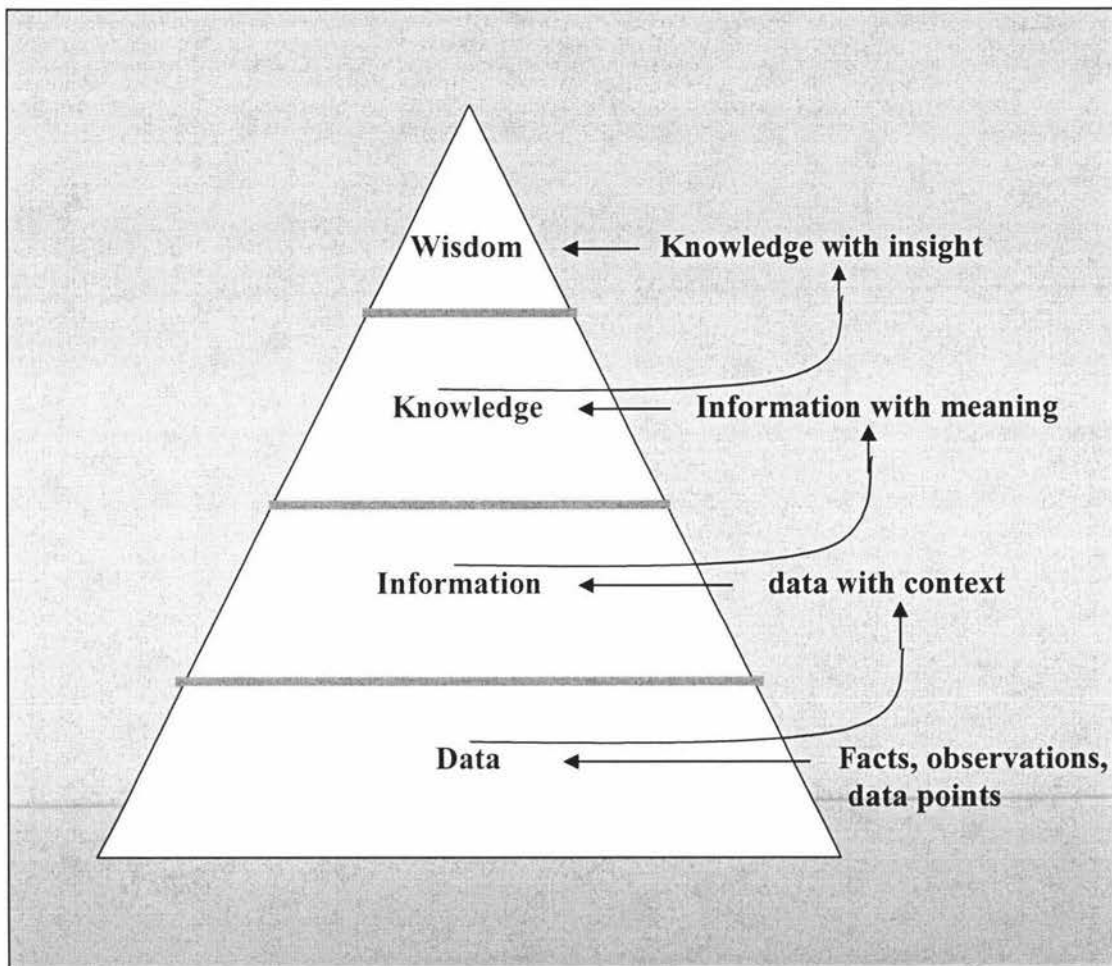 Wisdom
Knowledge with insight
Knowledge
Information with meaning
Information
data with context
Data
Facts, observations,
data points